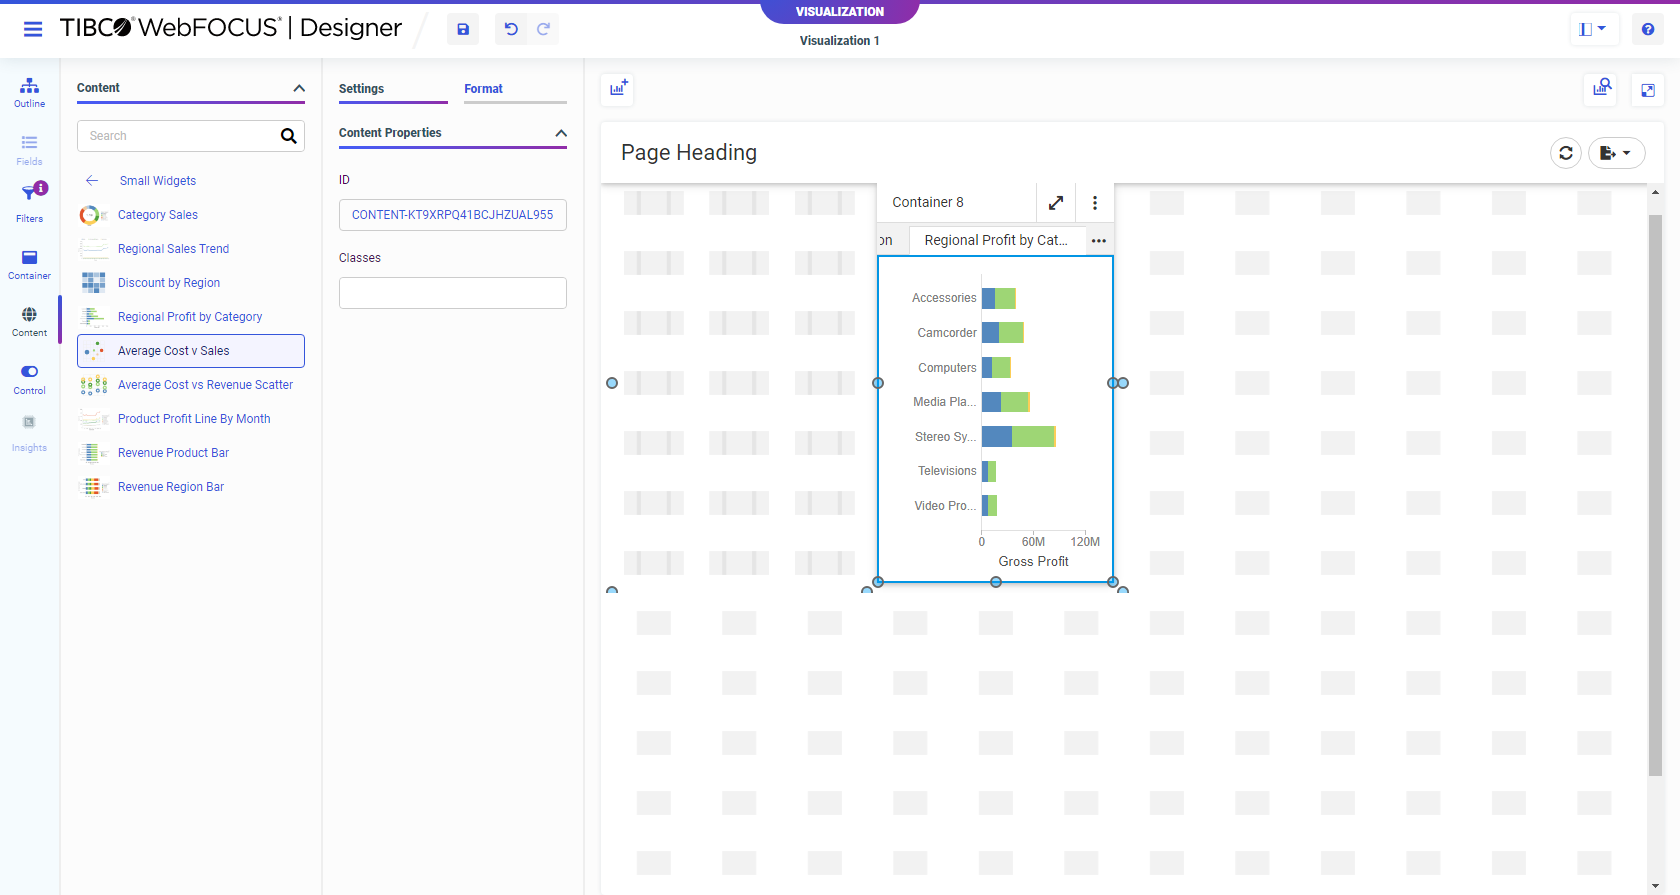 VISUALIZATION
TIBCO® WebFOCUS® | Designer
Visualization 1
Outline
Fields
Filters
Container
Content
Control
Insights
Content
Search
Small Widgets
Category Sales
Regional Sales Trend
Discount by Region
Regional Profit by Category
Average Cost v Sales
Average Cost vs Revenue Scatter
Product Profit Line By Month
Revenue Product Bar
Revenue Region Bar
Settings
Format
Content Properties
ID
CONTENT-KT9XRPQ41BCJHZUAL955
Classes
Page Heading
Container 8
on
Regional Profit by Cat...
Accessories
Camcorder
Computers
Media Pla...
Stereo Sy...
Televisions
Video Pro...
0 60M 120M
Gross Profit